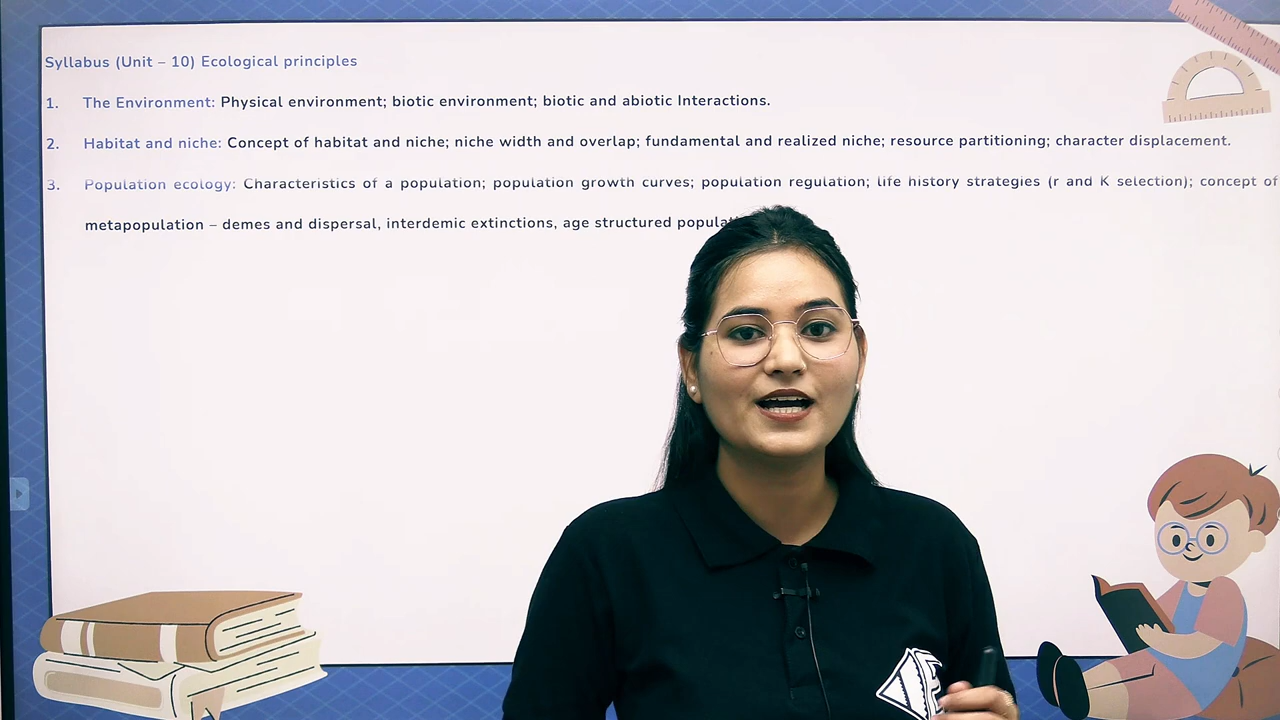 Syllabus (Unit – 10) Ecological principles
1. The Environment: Physical environment; biotic environment; biotic and abiotic Interactions.
2. Habitat and niche: Concept of habitat and niche; niche width and overlap; fundamental and realized niche; resource partitioning; character displacement.
3. Population ecology: Characteristics of a population; population growth curves; population regulation; life history strategies (r and K selection); concept of
metapopulation – demes and dispersal, interdemic extinctions, age structured